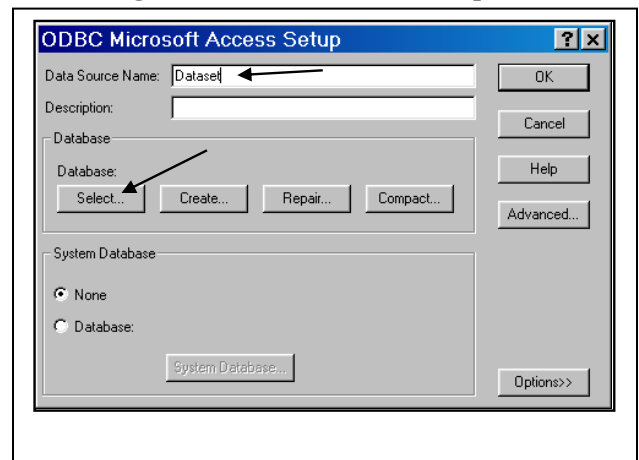 ODBC Microsoft Access Setup
Data Source Name: Dataset
OK
Description:
Cancel
Database
Database:
Help
Select... Create... Repair... Compact...
Advanced...
System Database
None
Database:
System Database...
Options>>